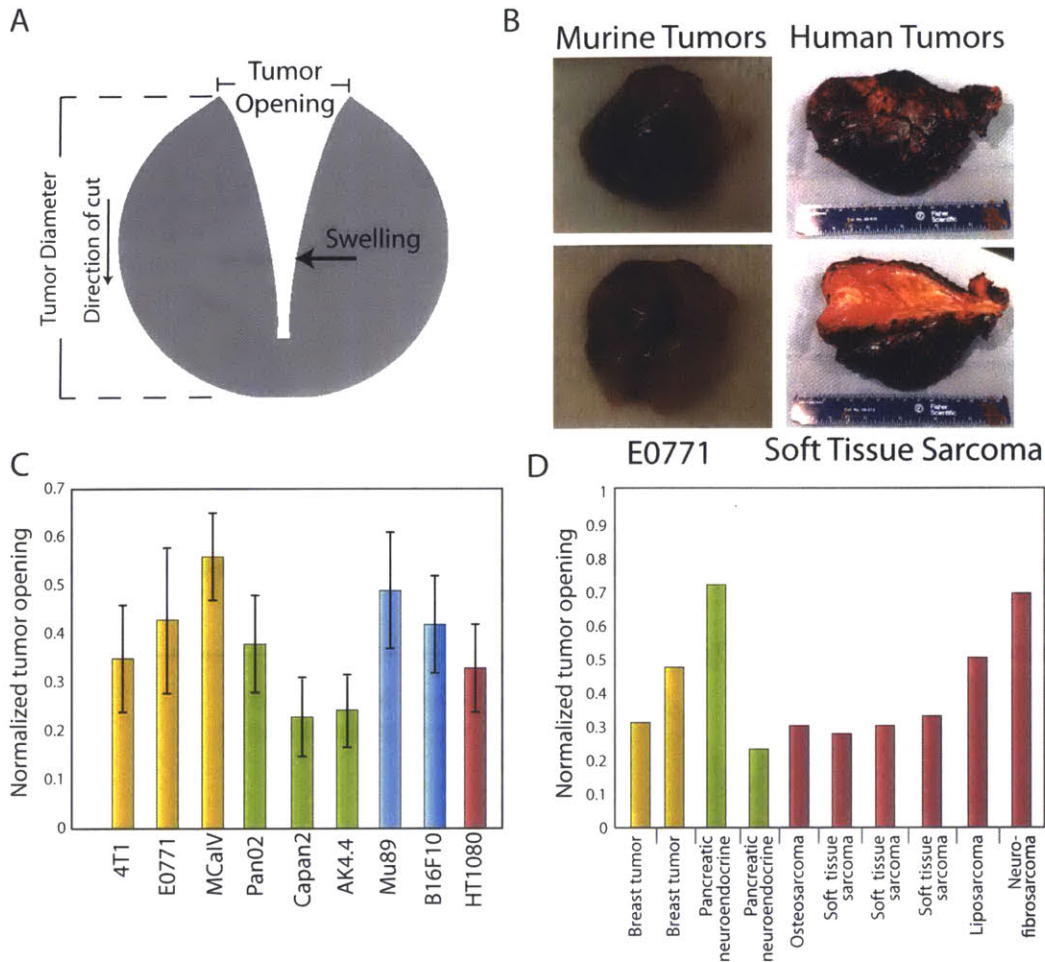 A
Tumor
Opening
Tumor Diameter
Direction of cut
Swelling
B
Murine Tumors
Human Tumors
Fisher
Scientific
Fisher
Scientific
E0771
Soft Tissue Sarcoma
C
Normalized tumor opening
0.7
0.6
0.5
0.4
0.3
0.2
0.1
0
4T1
E0771
MCaIV
Pan02
Capan2
AK4.4
Mu89
B16F10
HT1080
D
Normalized tumor opening
1
0.9
0.8
0.7
0.6
0.5
0.4
0.3
0.2
0.1
0
Breast tumor
Breast tumor
Pancreatic
neuroendocrine
Pancreatic
neuroendocrine
Osteosarcoma
Soft tissue
sarcoma
Soft tissue
sarcoma
Soft tissue
sarcoma
Liposarcoma
Neuro-
fibrosarcoma